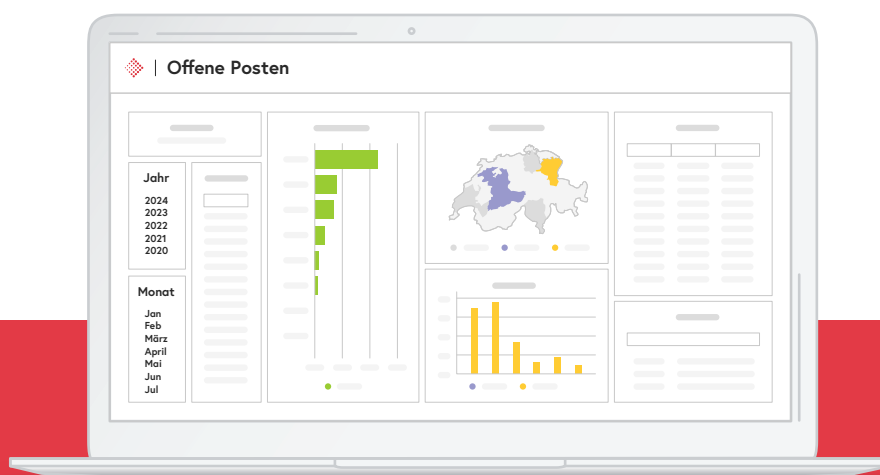 Offene Posten
Jahr
2024
2023
2022
2021
2020
Monat
Jan
Feb
März
April
Mai
Jun
Jul